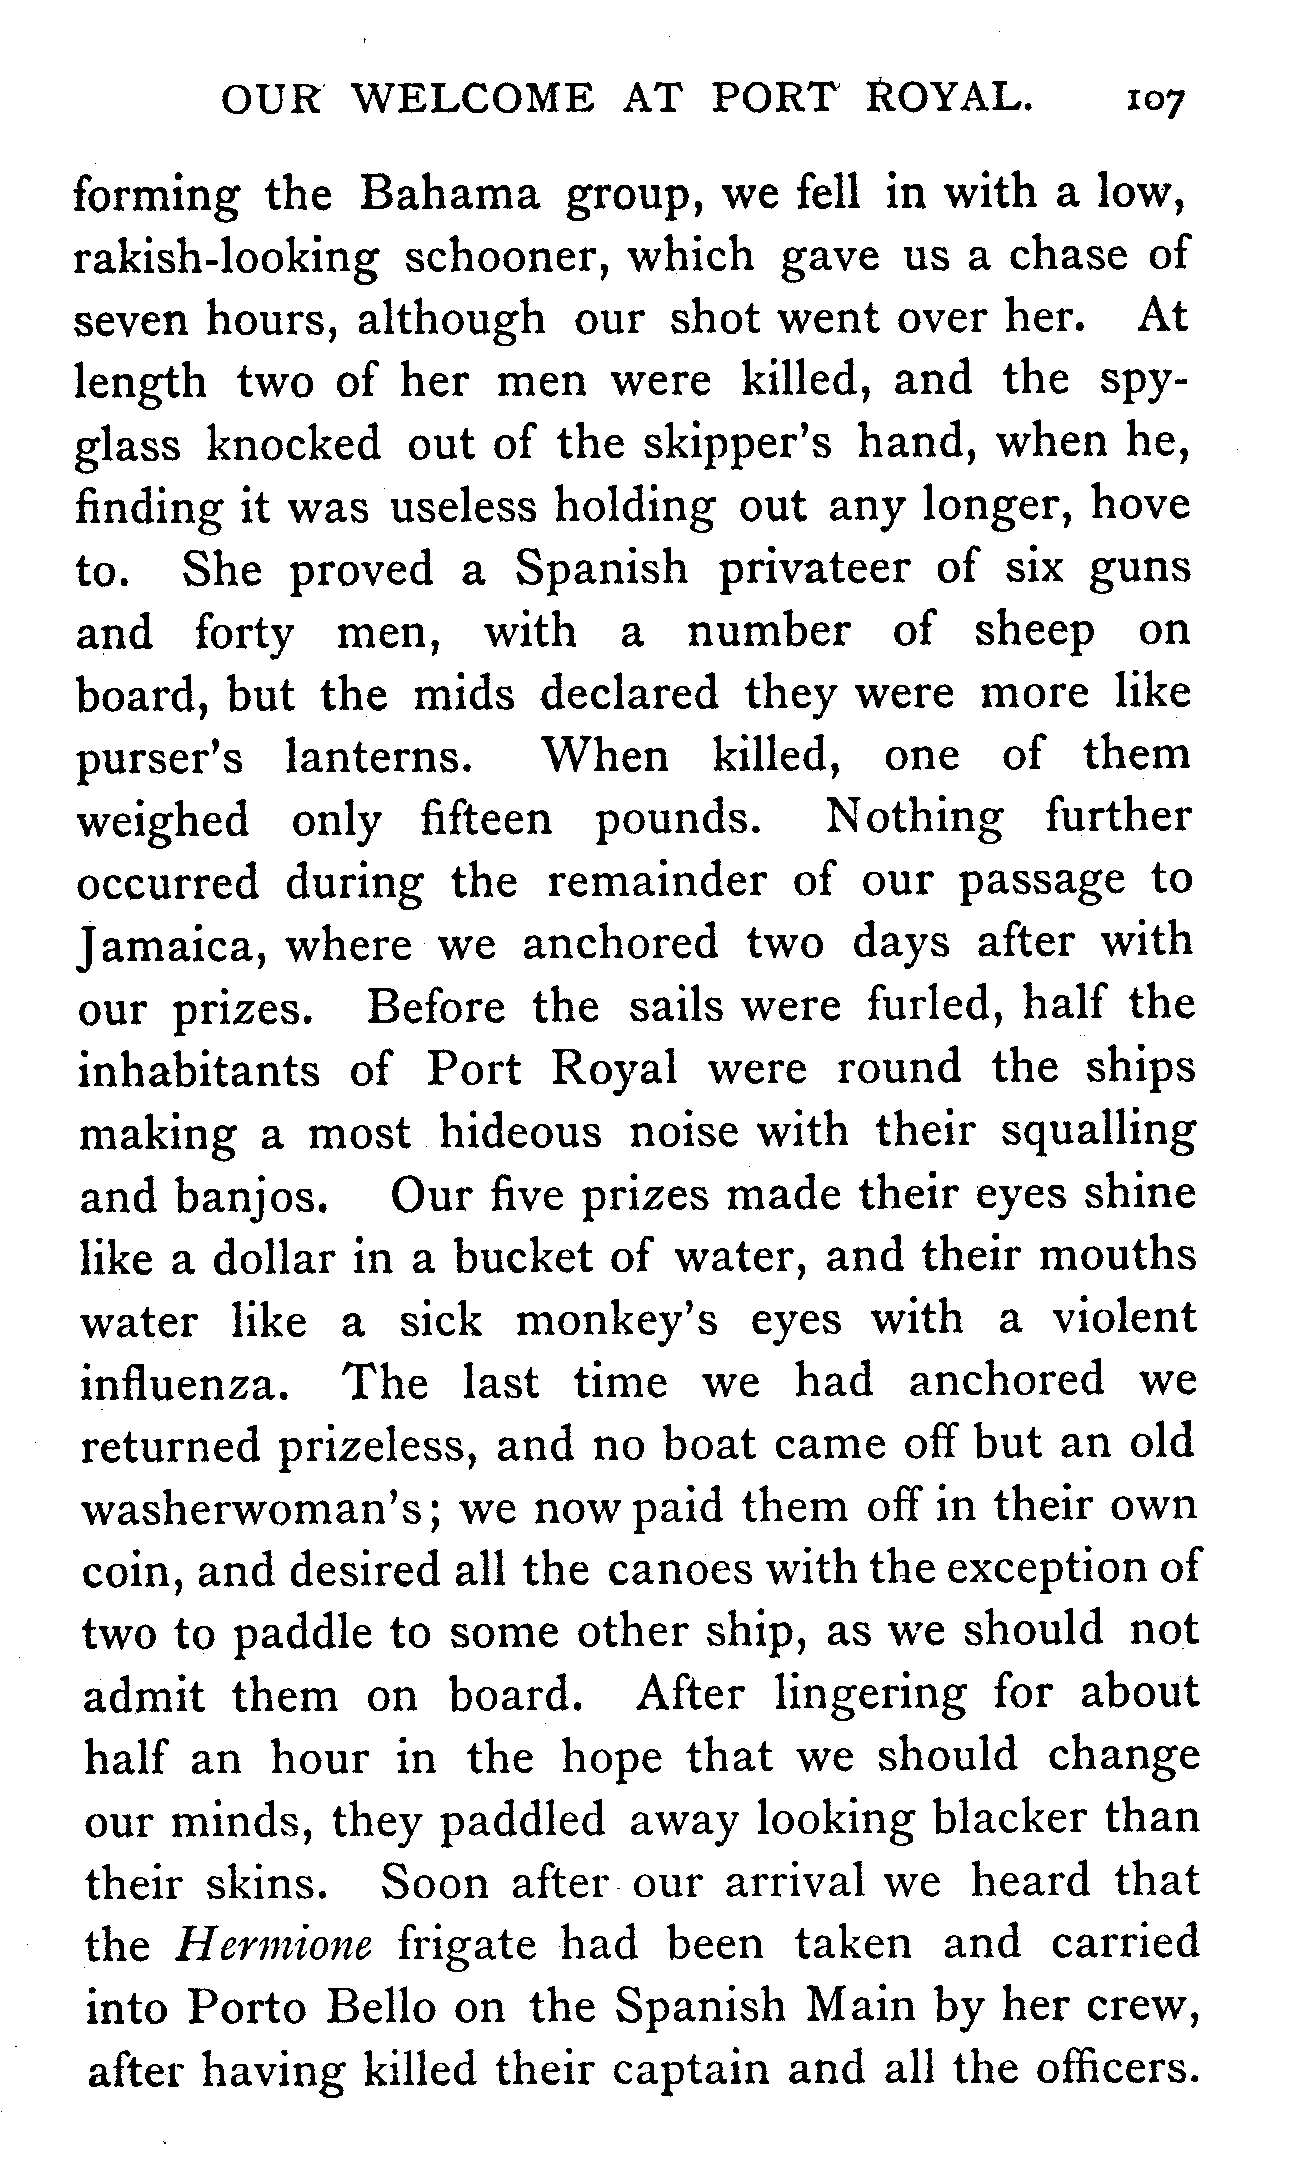 OUR WELCOME AT PORT ROYAL. 107
forming the Bahama group, we fell in with a low,
rakish-looking schooner, which gave us a chase of
seven hours, although our shot went over her. At
length two of her men were killed, and the spy-
glass knocked out of the skipper's hand, when he,
finding it was useless holding out any longer, hove
to. She proved a Spanish privateer of six guns
and forty men, with a number of sheep on
board, but the mids declared they were more like
purser's lanterns. When killed, one of them
weighed only fifteen pounds. Nothing further
occurred during the remainder of our passage to
Jamaica, where we anchored two days after with
our prizes. Before the sails were furled, half the
inhabitants of Port Royal were round the ships
making a most hideous noise with their squalling
and banjos. Our five prizes made their eyes shine
like a dollar in a bucket of water, and their mouths
water like a sick monkey's eyes with a violent
influenza. The last time we had anchored we
returned prizeless, and no boat came off but an old
washerwoman's; we now paid them off in their own
coin, and desired all the canoes with the exception of
two to paddle to some other ship, as we should not
admit them on board. After lingering for about
half an hour in the hope that we should change
our minds, they paddled away looking blacker than
their skins. Soon after our arrival we heard that
the Hermione frigate had been taken and carried
into Porto Bello on the Spanish Main by her crew,
after having killed their captain and all the officers.